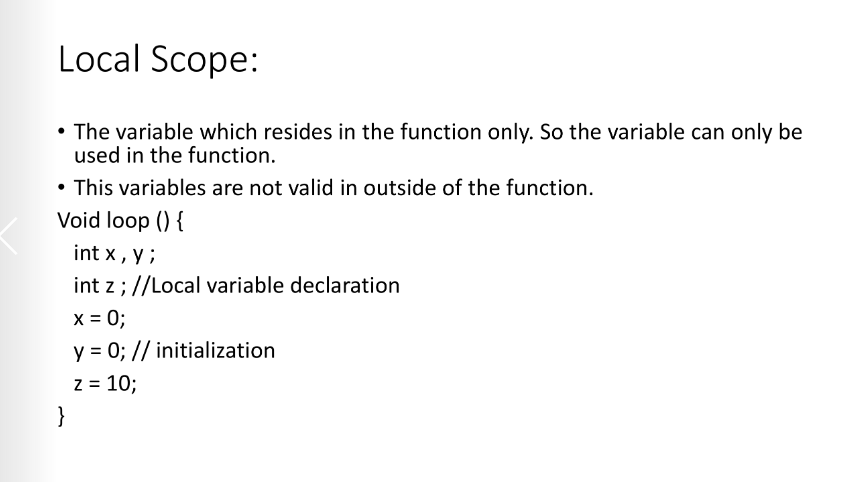 Local Scope:
• The variable which resides in the function only. So the variable can only be
used in the function.
• This variables are not valid in outside of the function.
Void loop () {
int x , y ;
int z ; //Local variable declaration
x = 0;
y = 0; // initialization
z = 10;
}